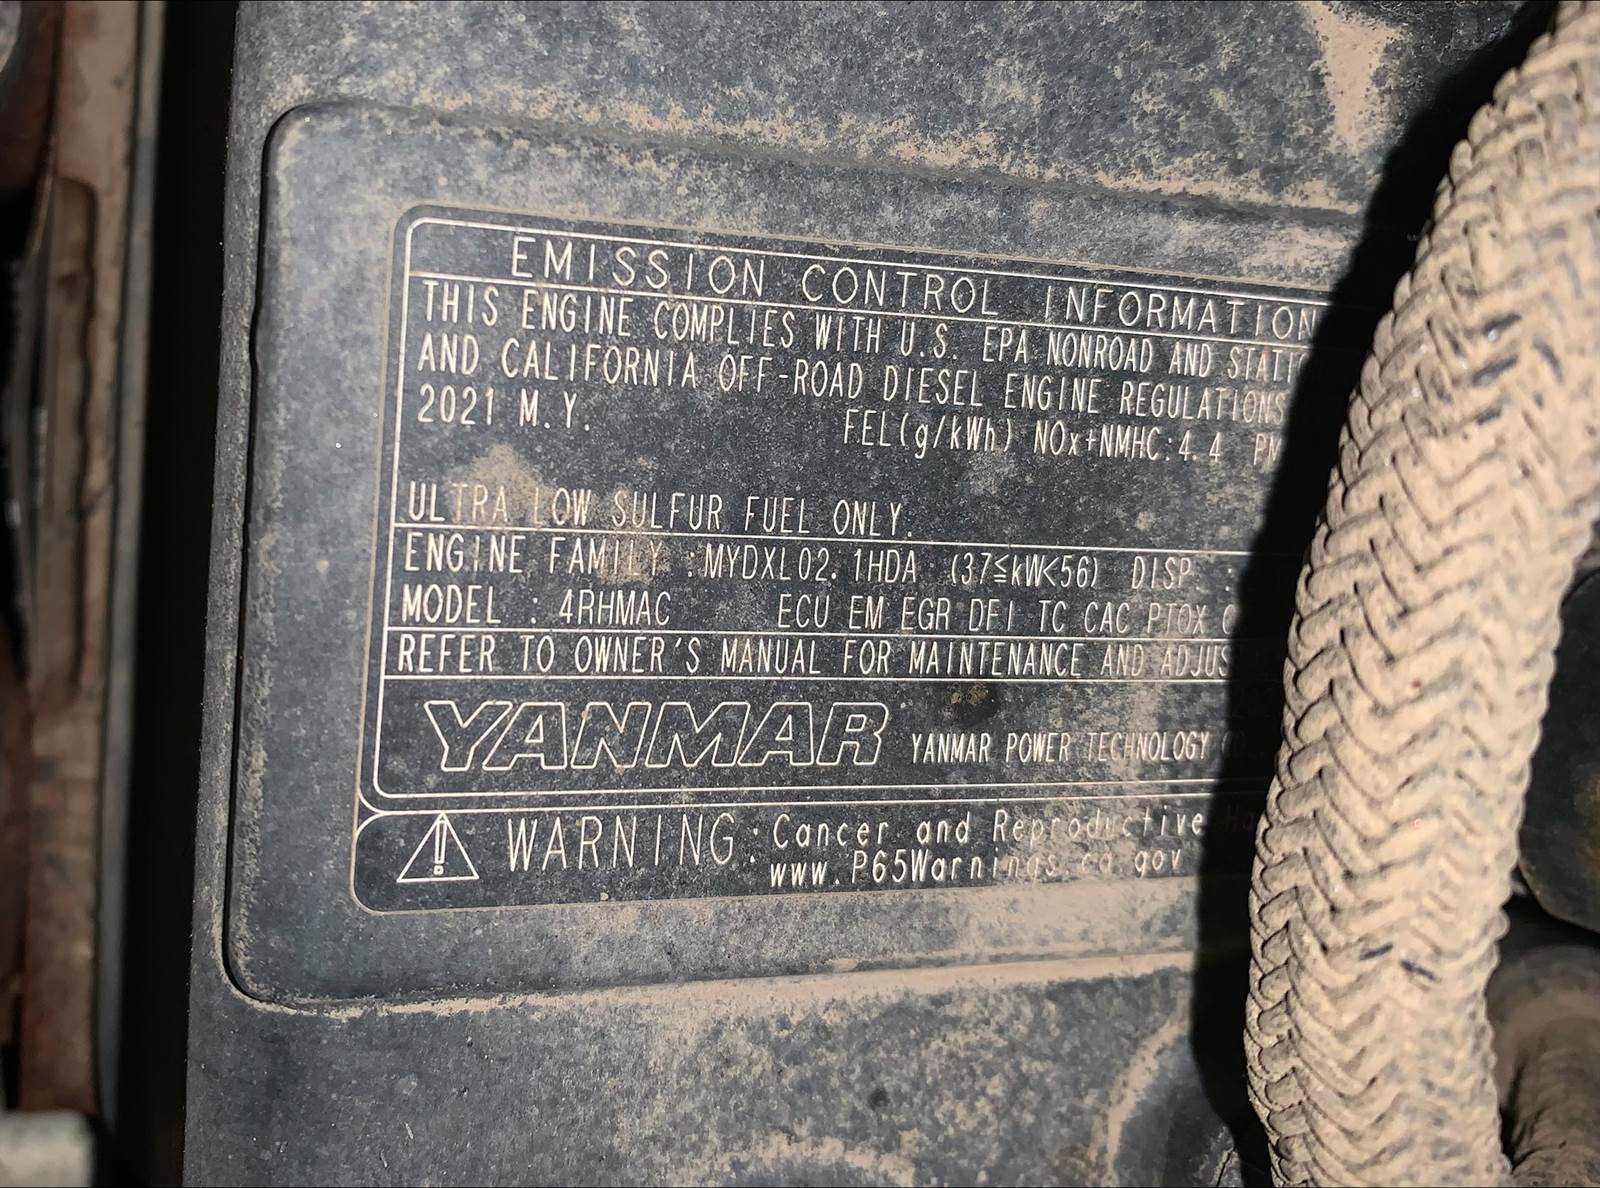 EMISSION CONTROL INFORMATION
THIS ENGINE COMPLIES WITH U.S. EPA NONROAD AND
AND CALIFORNIA OFF-ROAD DIESEL ENGINE REGULATIONS
2021 M.Y. FEL(g/kWh) NOx+NMHC:4.4
ULTRA LOW SULFUR FUEL ONLY.
ENGINE FAMILY :MYDXL02.1HDA (37≦kW<56) DISP :
MODEL : 4RHMAC ECU EM EGR DFI TC CAC PTOX
REFER TO OWNER'S MANUAL FOR MAINTENANCE AND
YANMAR YANMAR POWER TECHNOLOGY
WARNING: Cancer and Reproductive
www.P65Warnings.ca.gov